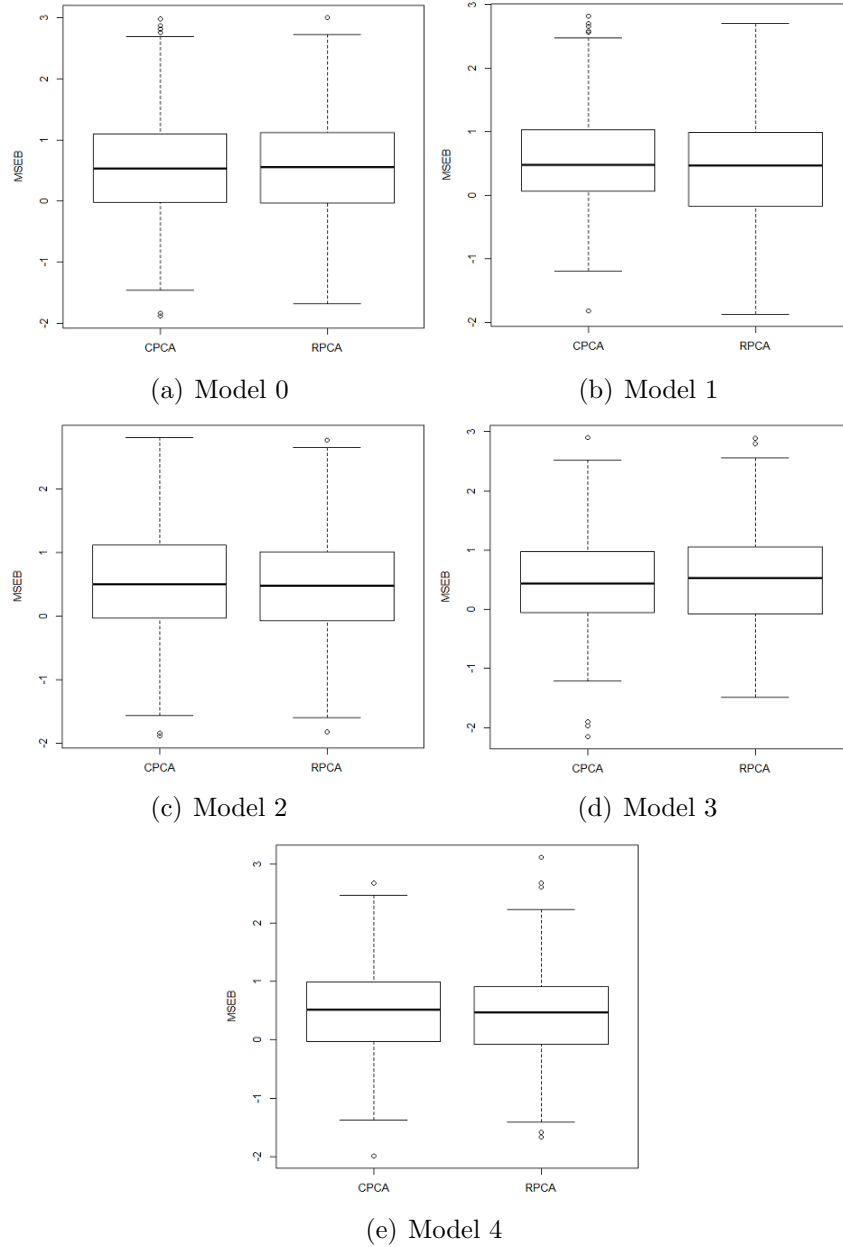 3
2
1
0
-1
-2
MSEB
CPCA
RPCA
(a) Model 0
3
2
1
0
-1
-2
MSEB
CPCA
RPCA
(b) Model 1
2
1
0
-1
-2
MSEB
CPCA
RPCA
(c) Model 2
3
2
1
0
-1
-2
MSEB
CPCA
RPCA
(d) Model 3
3
2
1
0
-1
-2
MSEB
CPCA
RPCA
(e) Model 4